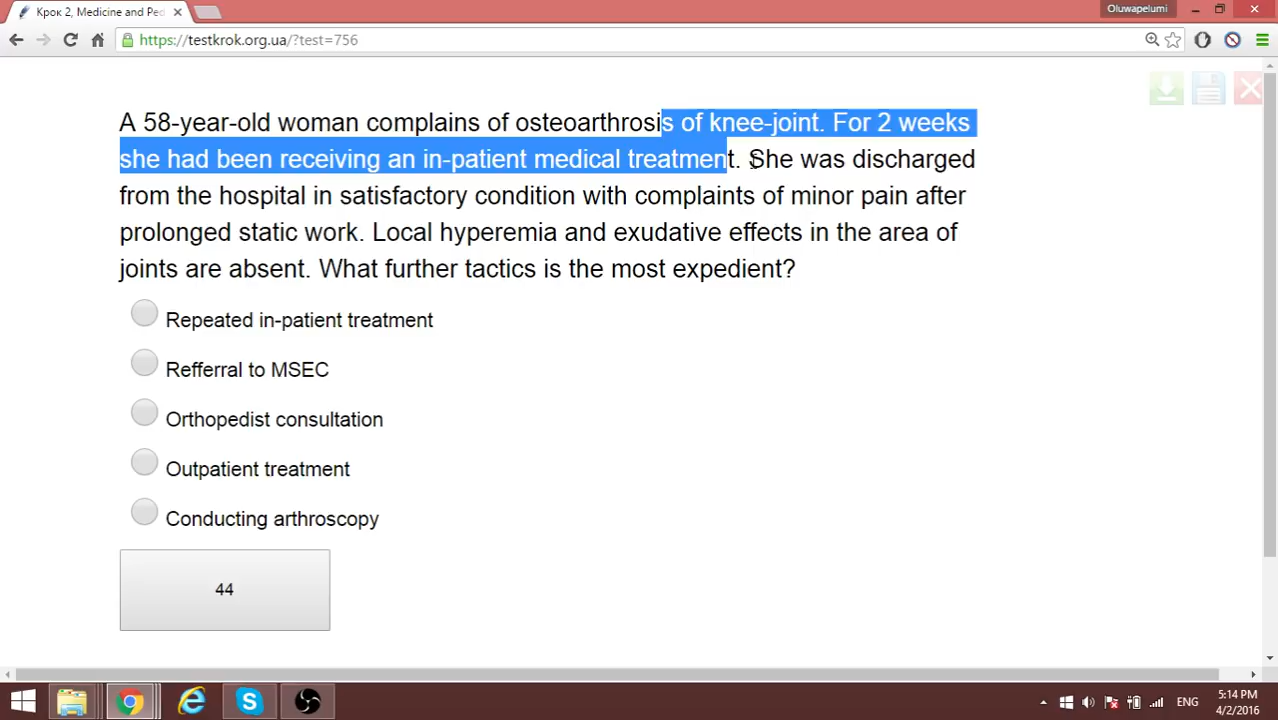 Крок 2, Medicine and Ped
Oluwapelumi
https://testkrok.org.ua/?test=756
A 58-year-old woman complains of osteoarthrosis of knee-joint. For 2 weeks
she had been receiving an in-patient medical treatment. She was discharged
from the hospital in satisfactory condition with complaints of minor pain after
prolonged static work. Local hyperemia and exudative effects in the area of
joints are absent. What further tactics is the most expedient?
Repeated in-patient treatment
Refferral to MSEC
Orthopedist consultation
Outpatient treatment
Conducting arthroscopy
44
ENG
5:14 PM
4/2/2016